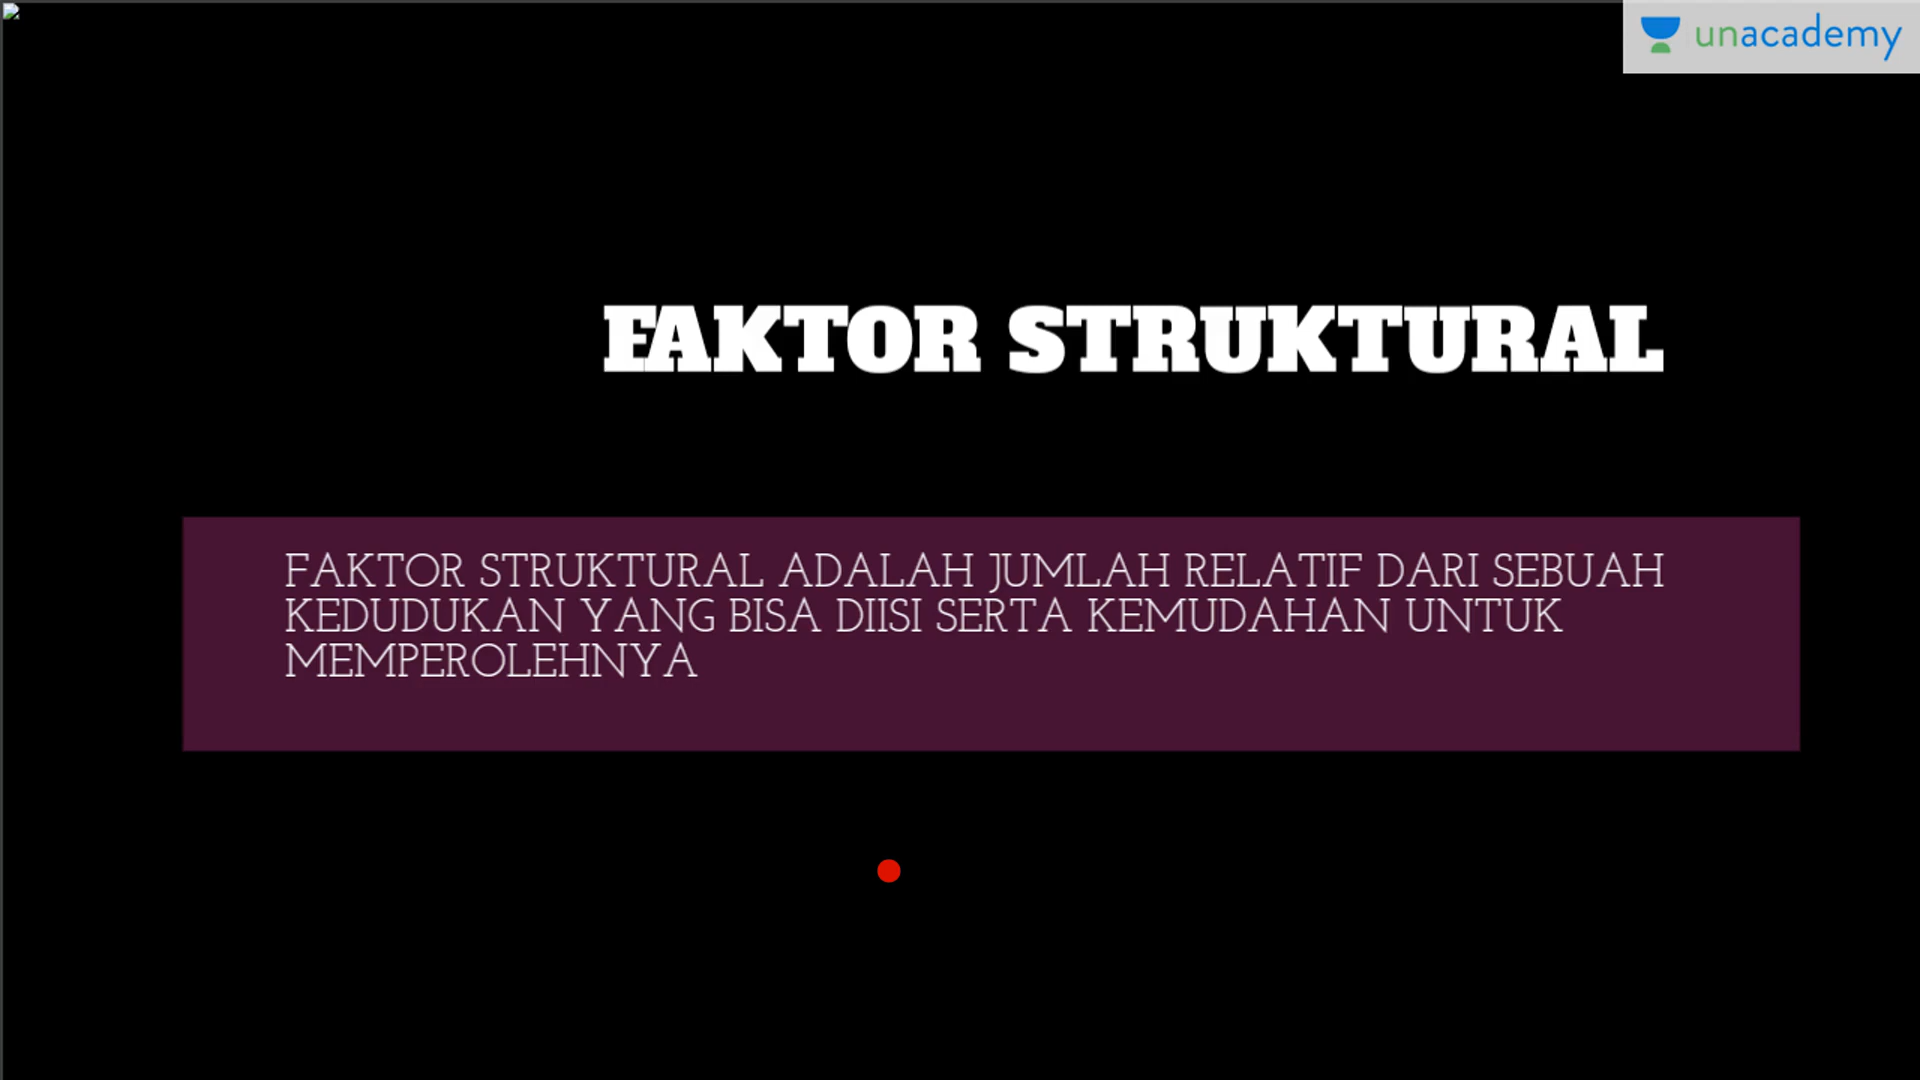 unacademy
FAKTOR STRUKTURAL
FAKTOR STRUKTURAL ADALAH JUMLAH RELATIF DARI SEBUAH
KEDUDUKAN YANG BISA DIISI SERTA KEMUDAHAN UNTUK
MEMPEROLEHNYA